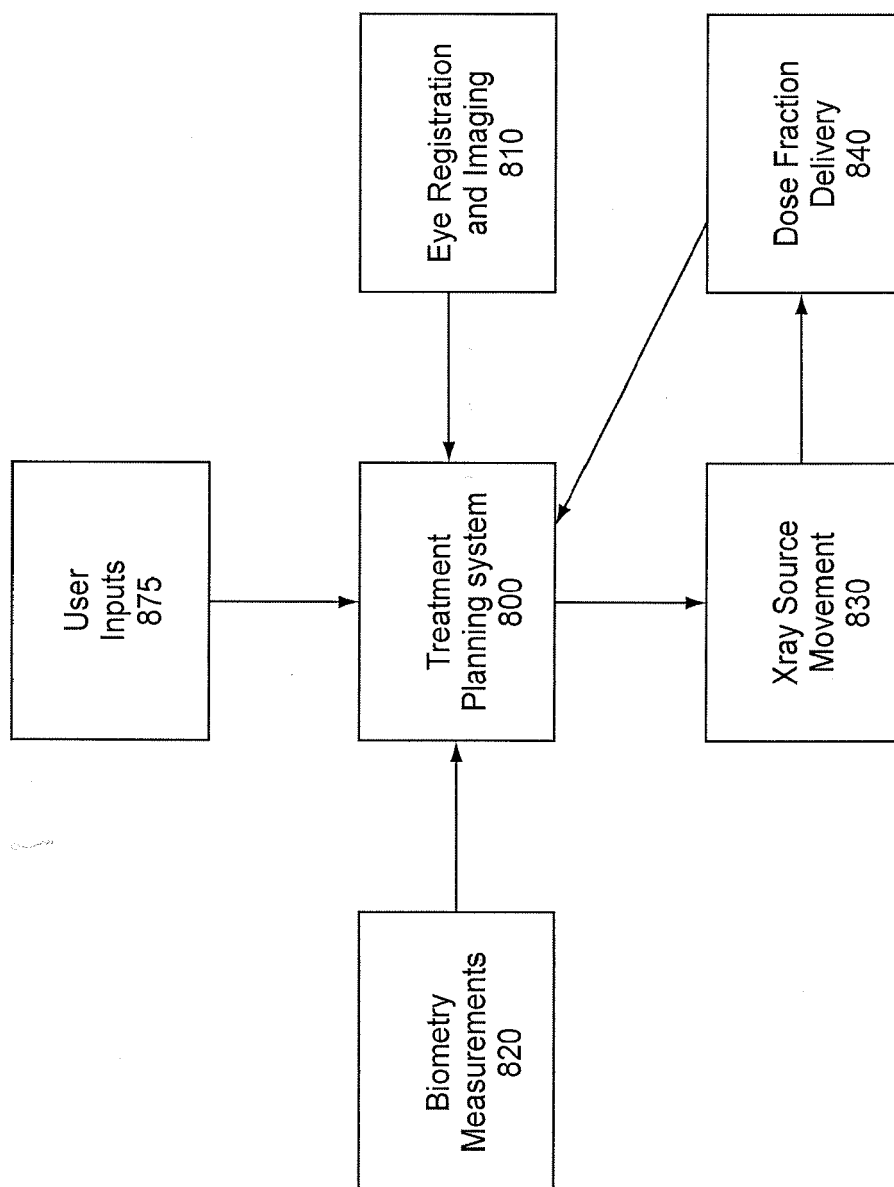 User
Inputs
875
Biometry
Measurements
820
Treatment
Planning system
800
Eye Registration
and Imaging
810
Xray Source
Movement
830
Dose Fraction
Delivery
840